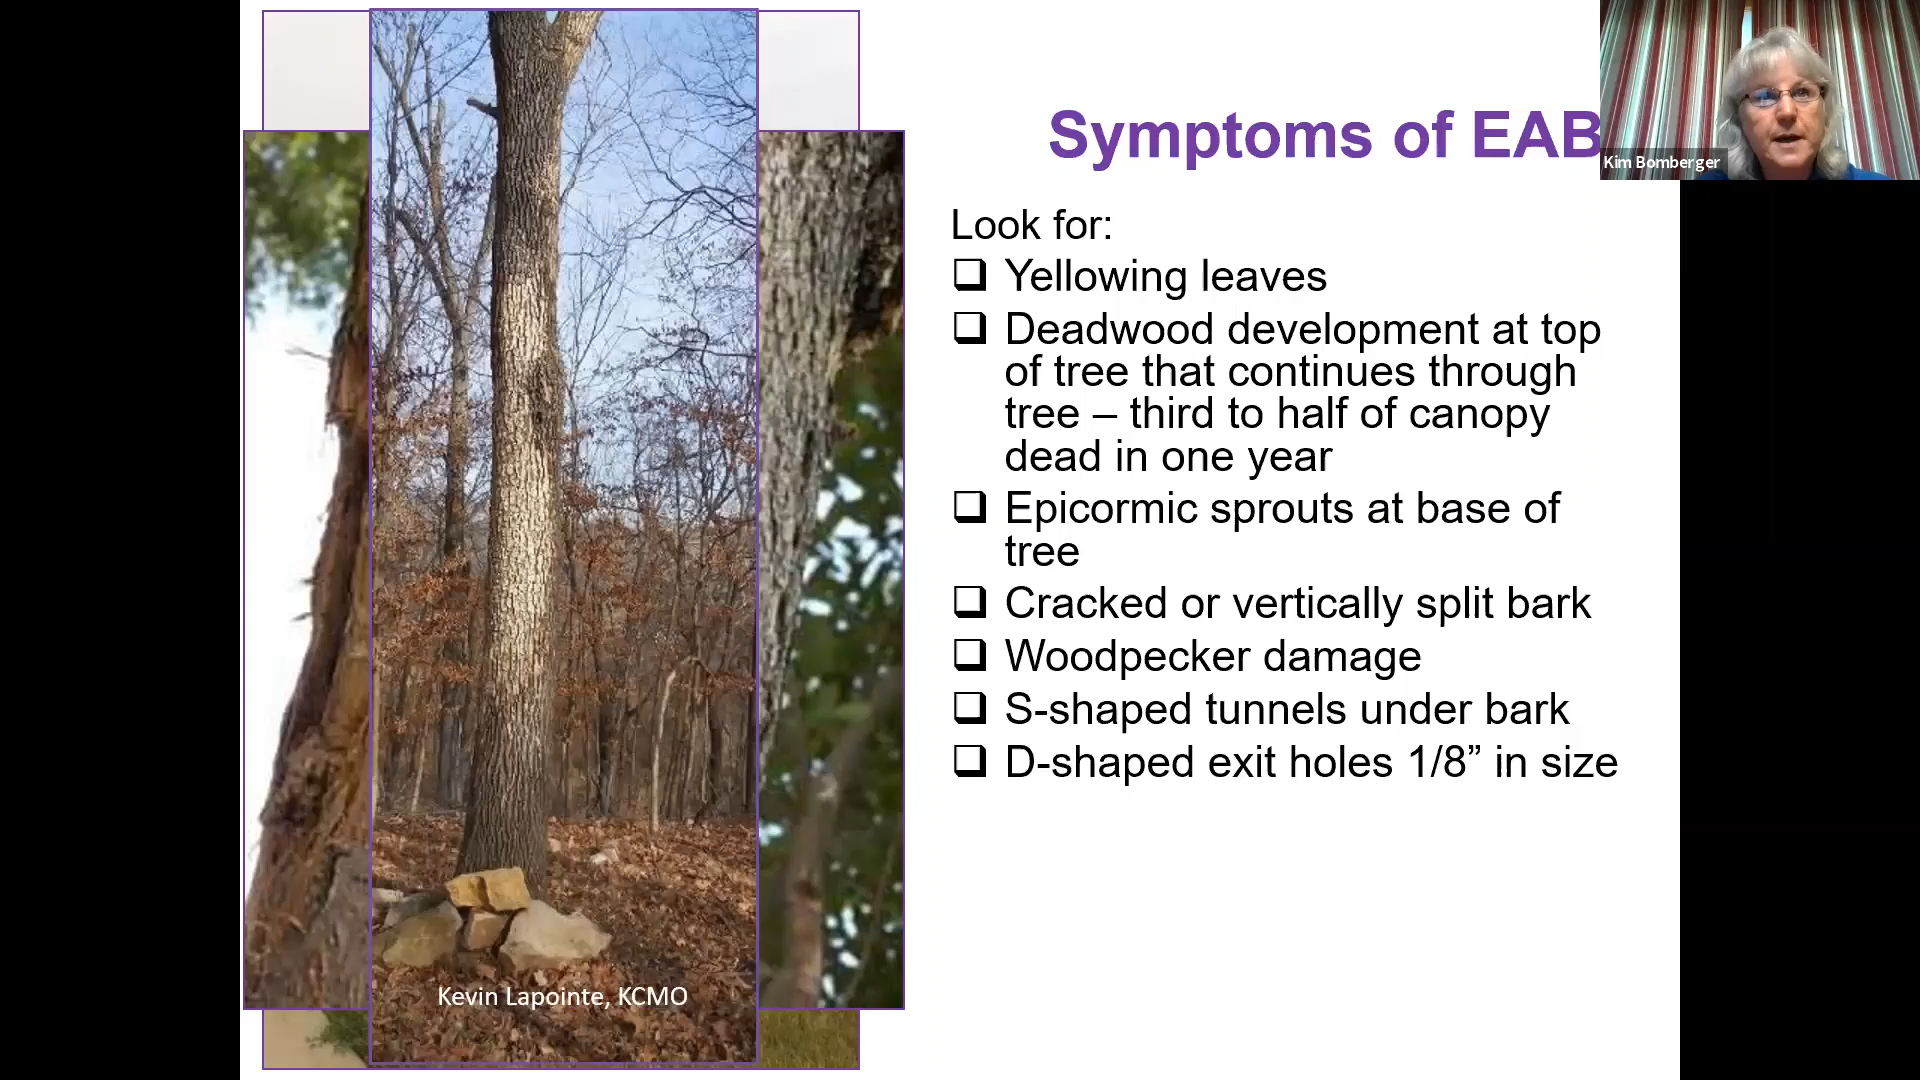 Symptoms of EAB
Kim Bomberger
Look for:
❑ Yellowing leaves
❑ Deadwood development at top
of tree that continues through
tree – third to half of canopy
dead in one year
❑ Epicormic sprouts at base of
tree
❑ Cracked or vertically split bark
❑ Woodpecker damage
❑ S-shaped tunnels under bark
❑ D-shaped exit holes 1/8” in size
Kevin Lapointe, KCMO